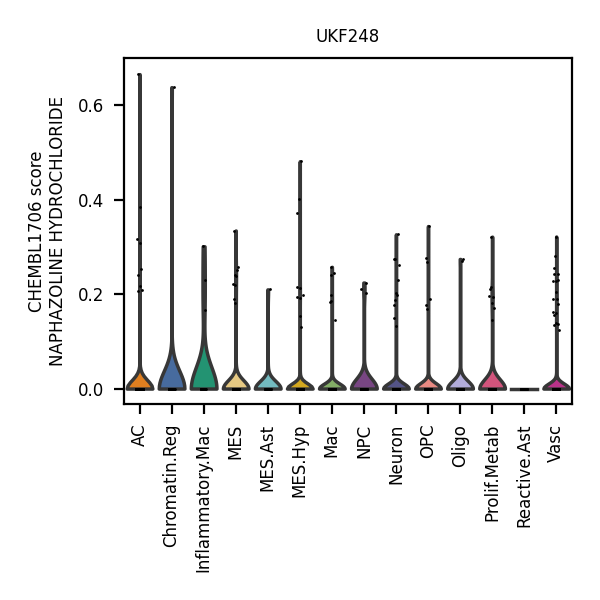 UKF248
CHEMBL1706 score
NAPHAZOLINE HYDROCHLORIDE
0.6
0.4
0.2
0.0
AC
Chromatin.Reg
Inflammatory.Mac
MES
MES.Ast
MES.Hyp
Mac
NPC
Neuron
OPC
Oligo
Prolif.Metab
Reactive.Ast
Vasc